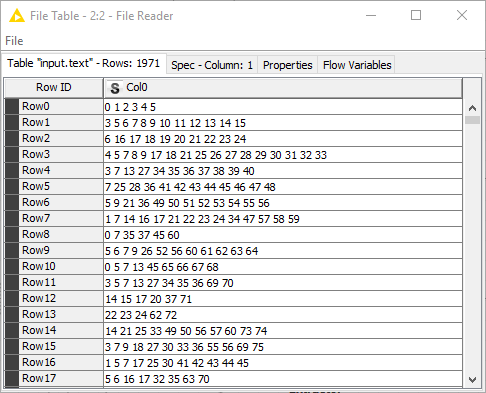 File Table - 2:2 - File Reader
File
Table "input.text" - Rows: 1971 Spec - Column: 1 Properties Flow Variables
Row ID S Col0
Row0 0 1 2 3 4 5
Row1 3 5 6 7 8 9 10 11 12 13 14 15
Row2 6 16 17 18 19 20 21 22 23 24
Row3 4 5 7 8 9 17 18 21 25 26 27 28 29 30 31 32 33
Row4 3 7 13 27 34 35 36 37 38 39 40
Row5 7 25 28 36 41 42 43 44 45 46 47 48
Row6 5 9 21 36 49 50 51 52 53 54 55 56
Row7 1 7 14 16 17 21 22 23 24 34 47 57 58 59
Row8 0 7 35 37 45 60
Row9 5 6 7 9 26 52 56 60 61 62 63 64
Row10 0 5 7 13 45 65 66 67 68
Row11 3 5 7 13 27 34 35 36 69 70
Row12 14 15 17 20 37 71
Row13 22 23 24 62 72
Row14 14 21 25 33 49 50 56 57 60 73 74
Row15 3 7 9 18 27 30 33 36 55 56 69 75
Row16 1 5 7 17 25 30 41 42 43 44 45
Row17 5 6 16 17 32 35 63 70